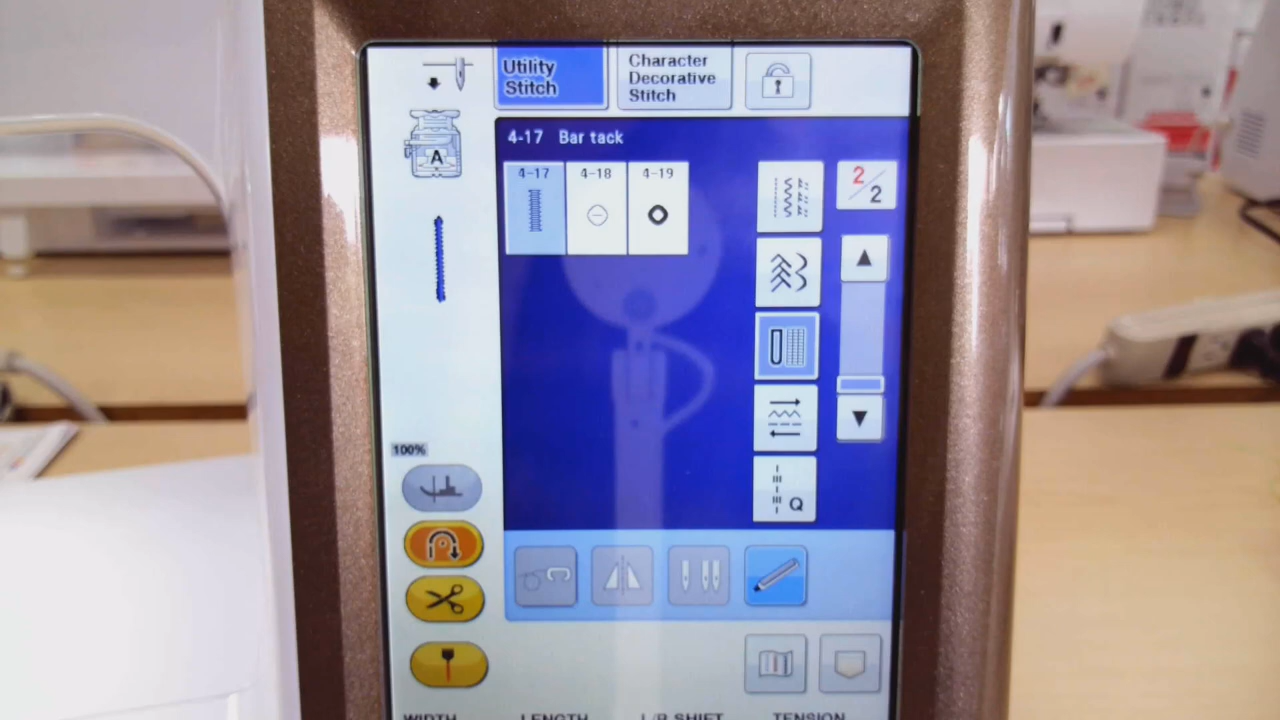 Utility
Stitch
Character
Decorative
Stitch
4-17 Bar tack
4-17 4-18 4-19
2/2
A
100%
Q
WIDTH LENGTH L/R SHIFT TENSION